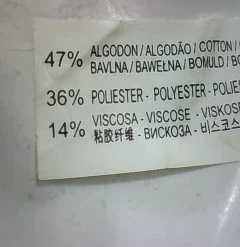 47% ALGODON / ALGODÃO / COTTON /
BAVLNA / BAWEŁNA / BOMULD /
36% POLIESTER - POLYESTER - POLIES
14% VISCOSA - VISCOSE - VISKOS
粘胶纤维 - ВИСКОЗА - 비스코스